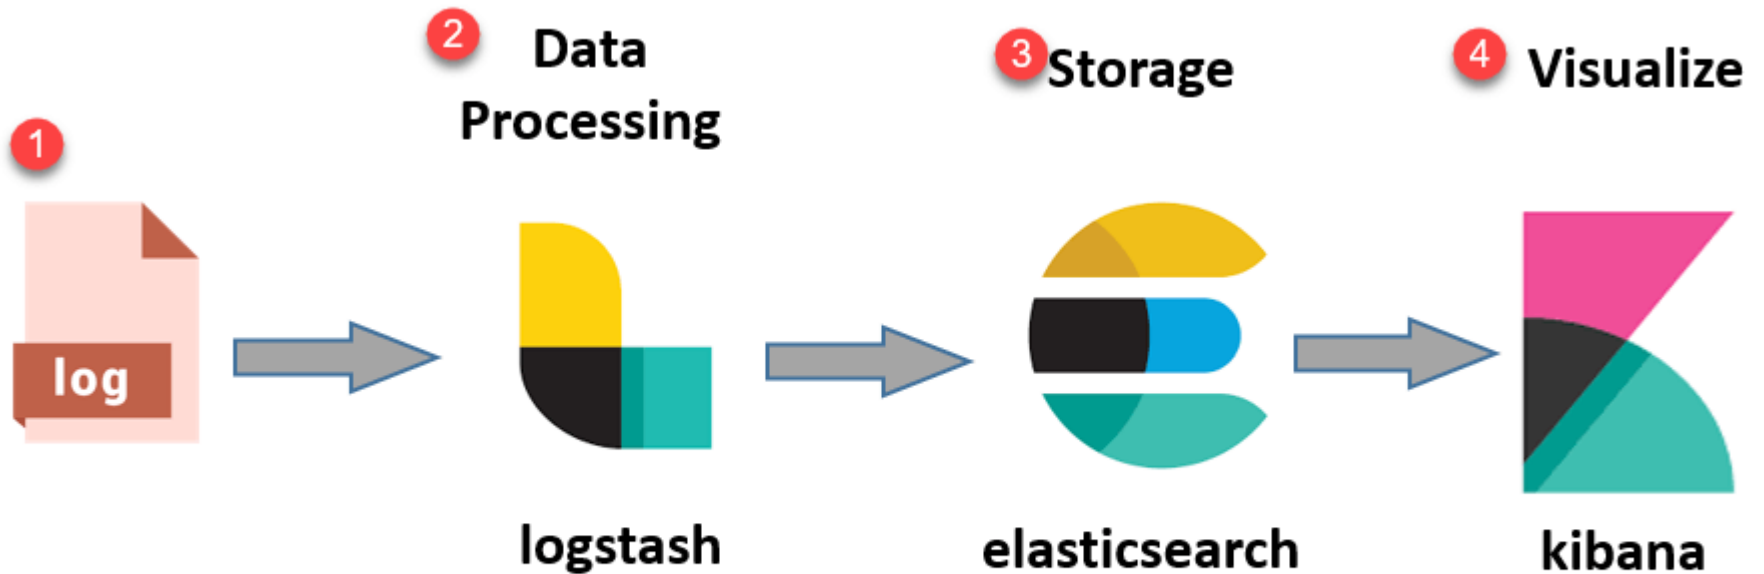 1
log
2
Data
Processing
logstash
3
Storage
elasticsearch
4
Visualize
kibana